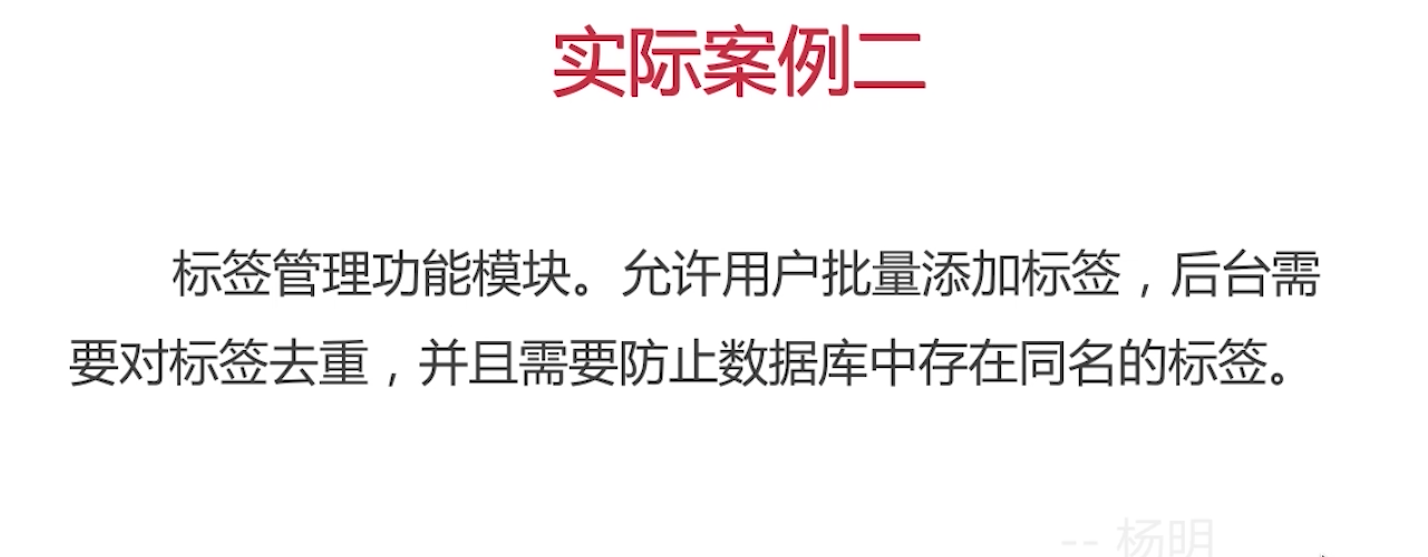 实际案例二
标签管理功能模块。允许用户批量添加标签，后台需
要对标签去重，并且需要防止数据库中存在同名的标签。
-- 杨明